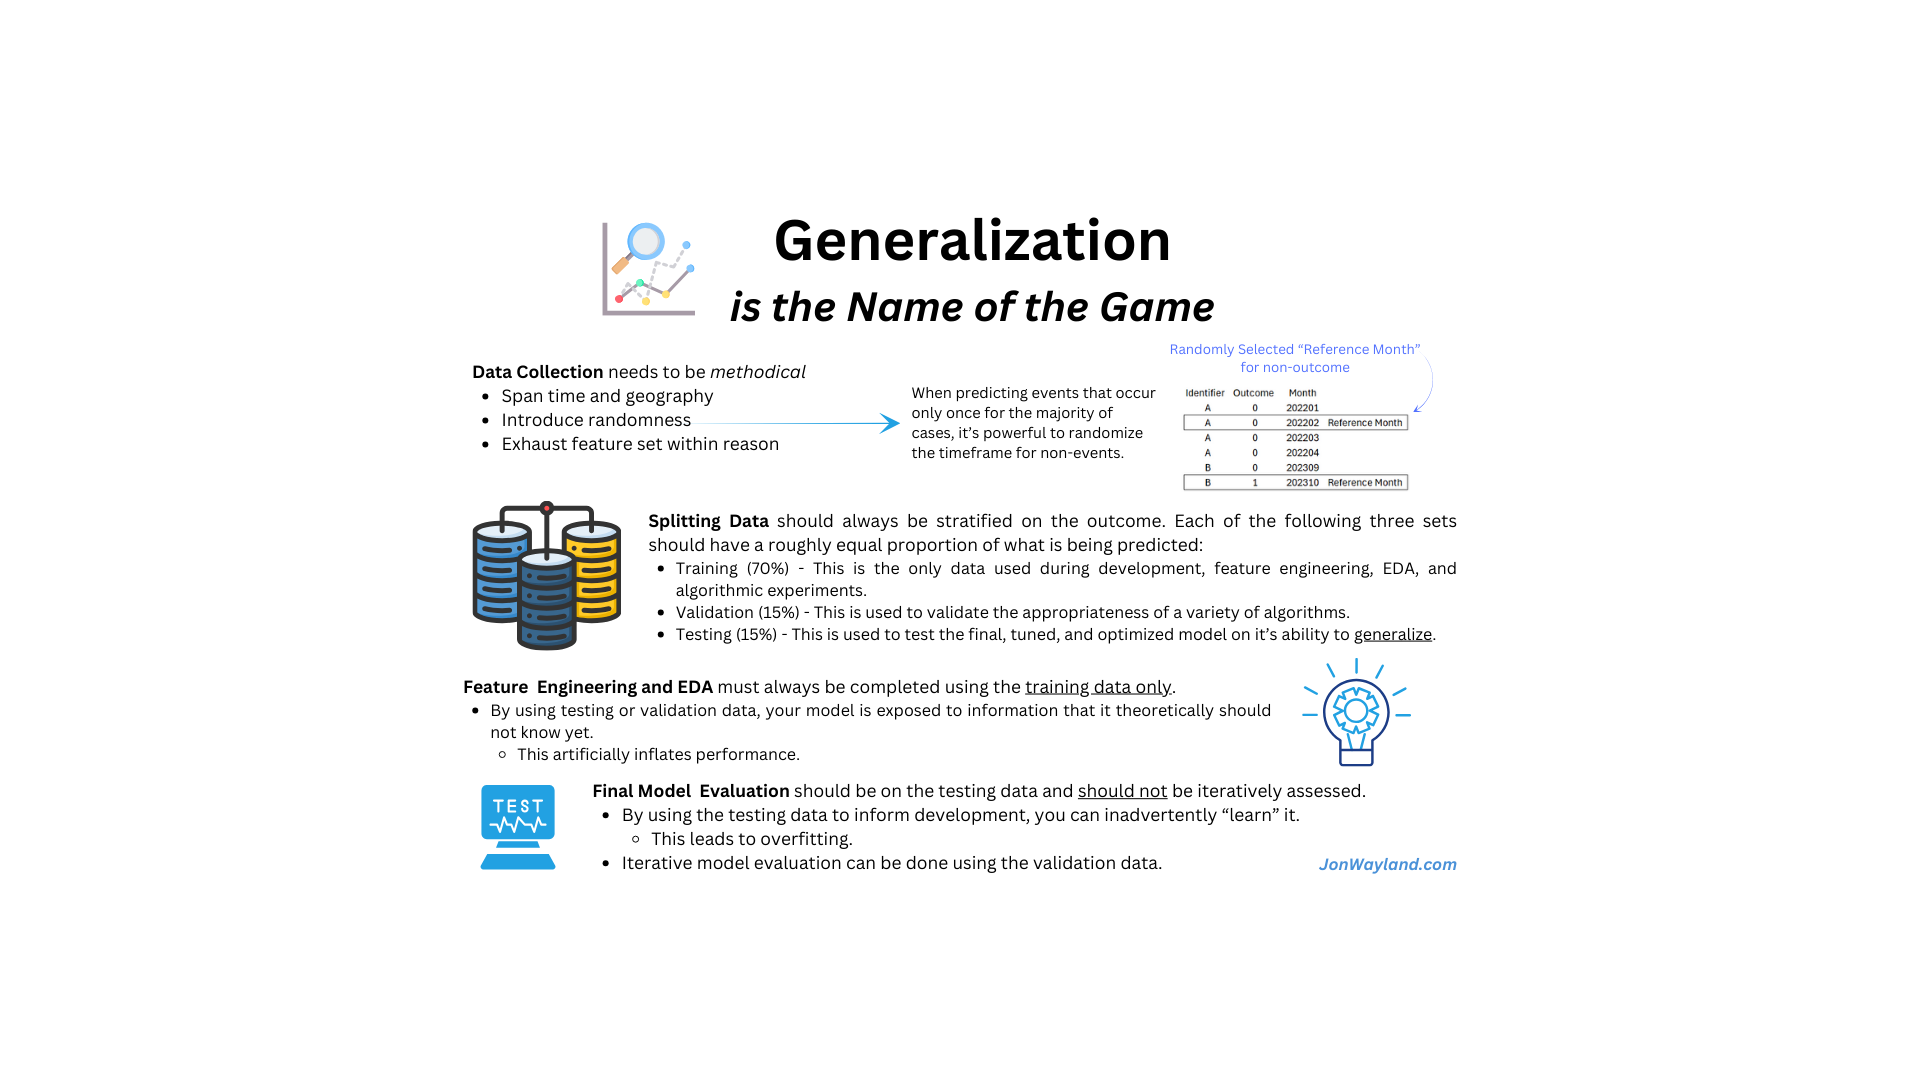 Generalization
is the Name of the Game
Data Collection needs to be methodical
• Span time and geography
• Introduce randomness
• Exhaust feature set within reason
When predicting events that occur
only once for the majority of
cases, it's powerful to randomize
the timeframe for non-events.
Randomly Selected “Reference Month”
for non-outcome
Identifier Outcome Month
A 0 202201
A 0 202202 Reference Month
A 0 202203
A 0 202204
B 0 202309
B 1 202310 Reference Month
Splitting Data should always be stratified on the outcome. Each of the following three sets
should have a roughly equal proportion of what is being predicted:
• Training (70%) - This is the only data used during development, feature engineering, EDA, and
algorithmic experiments.
• Validation (15%) - This is used to validate the appropriateness of a variety of algorithms.
• Testing (15%) - This is used to test the final, tuned, and optimized model on it's ability to generalize.
Feature Engineering and EDA must always be completed using the training data only.
• By using testing or validation data, your model is exposed to information that it theoretically should
not know yet.
◦ This artificially inflates performance.
TEST
Final Model Evaluation should be on the testing data and should not be iteratively assessed.
• By using the testing data to inform development, you can inadvertently “learn” it.
◦ This leads to overfitting.
• Iterative model evaluation can be done using the validation data.
JonWayland.com